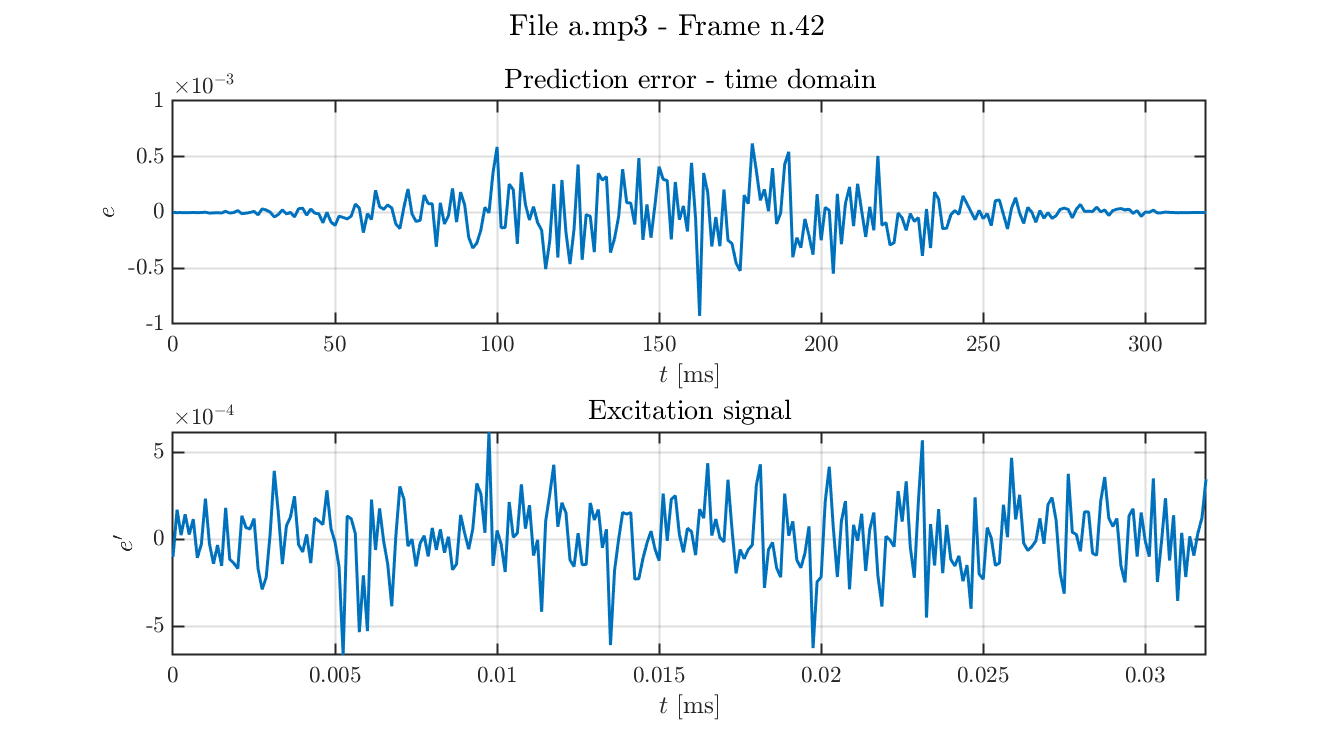 File a.mp3 - Frame n.42
Prediction error - time domain
×10⁻³
1
0.5
0
-0.5
-1
e
0 50 100 150 200 250 300
t [ms]
Excitation signal
×10⁻⁴
5
0
-5
e′
0 0.005 0.01 0.015 0.02 0.025 0.03
t [ms]